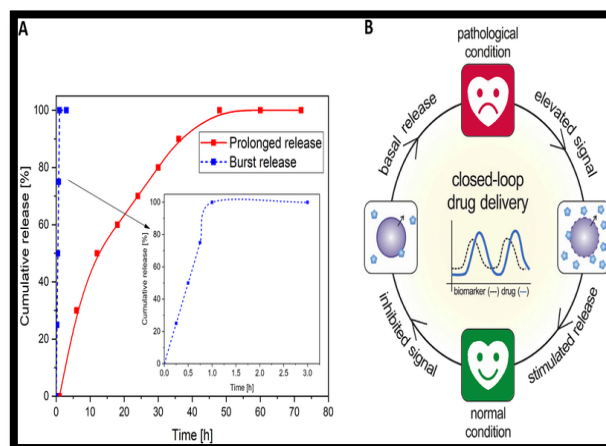 A
Cumulative release [%]
100
80
60
40
20
0
0 10 20 30 40 50 60 70 80
Time [h]
Prolonged release
Burst release
Cumulative release [%]
100
80
60
40
20
0
0.0 0.5 1.0 1.5 2.0 2.5 3.0
Time [h]
B
pathological
condition
basal release
elevated signal
closed-loop
drug delivery
biomarker (---) drug (—)
inhibited signal
stimulated release
normal
condition